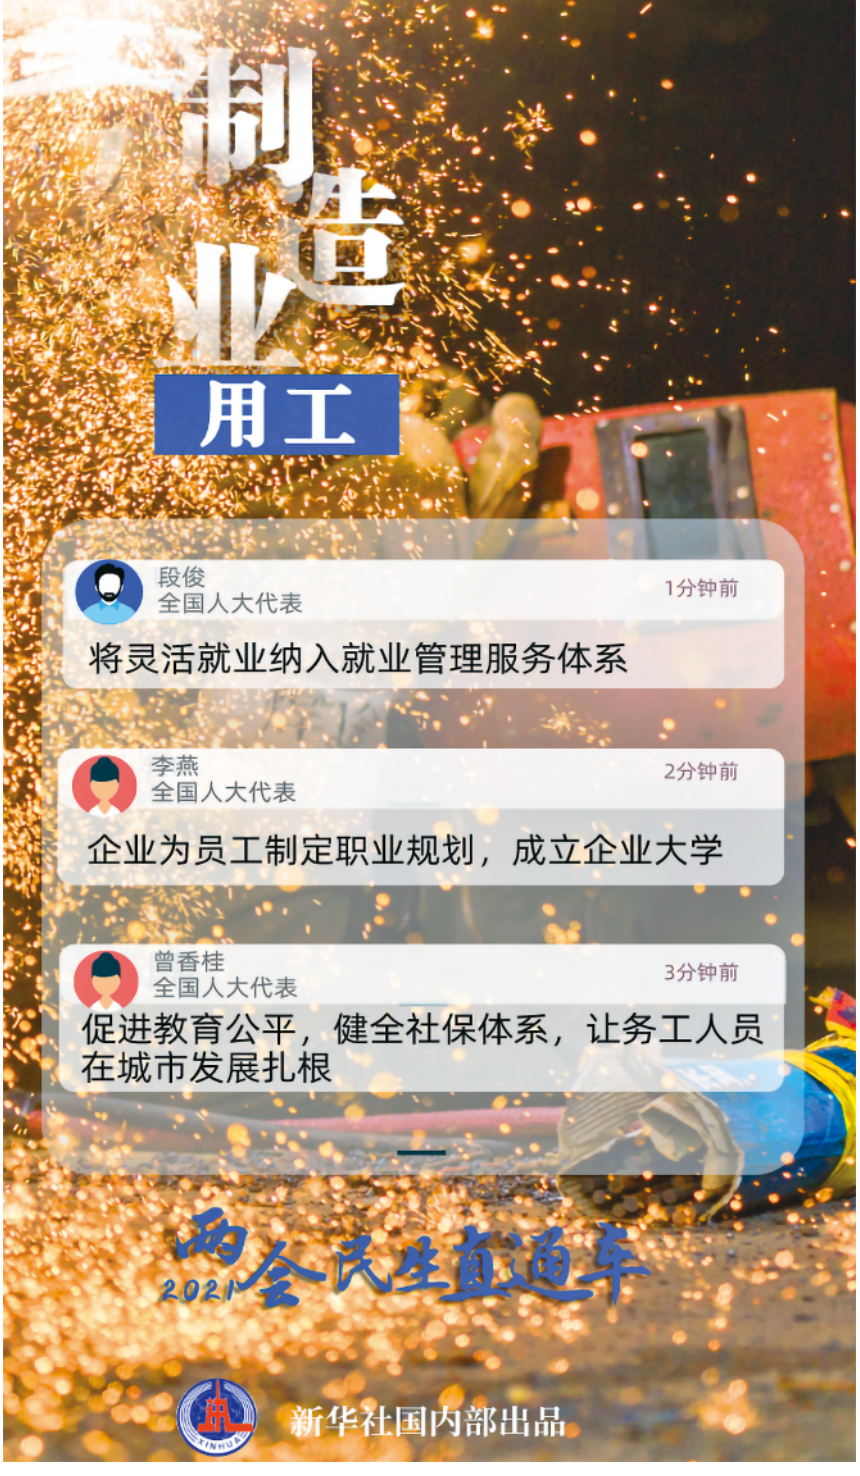 制造业
用工
段俊
全国人大代表
1分钟前
将灵活就业纳入就业管理服务体系
李燕
全国人大代表
2分钟前
企业为员工制定职业规划，成立企业大学
曾香桂
全国人大代表
3分钟前
促进教育公平，健全社保体系，让务工人员
在城市发展扎根
2021两会民生直通车
XINHUA
新华社国内部出品